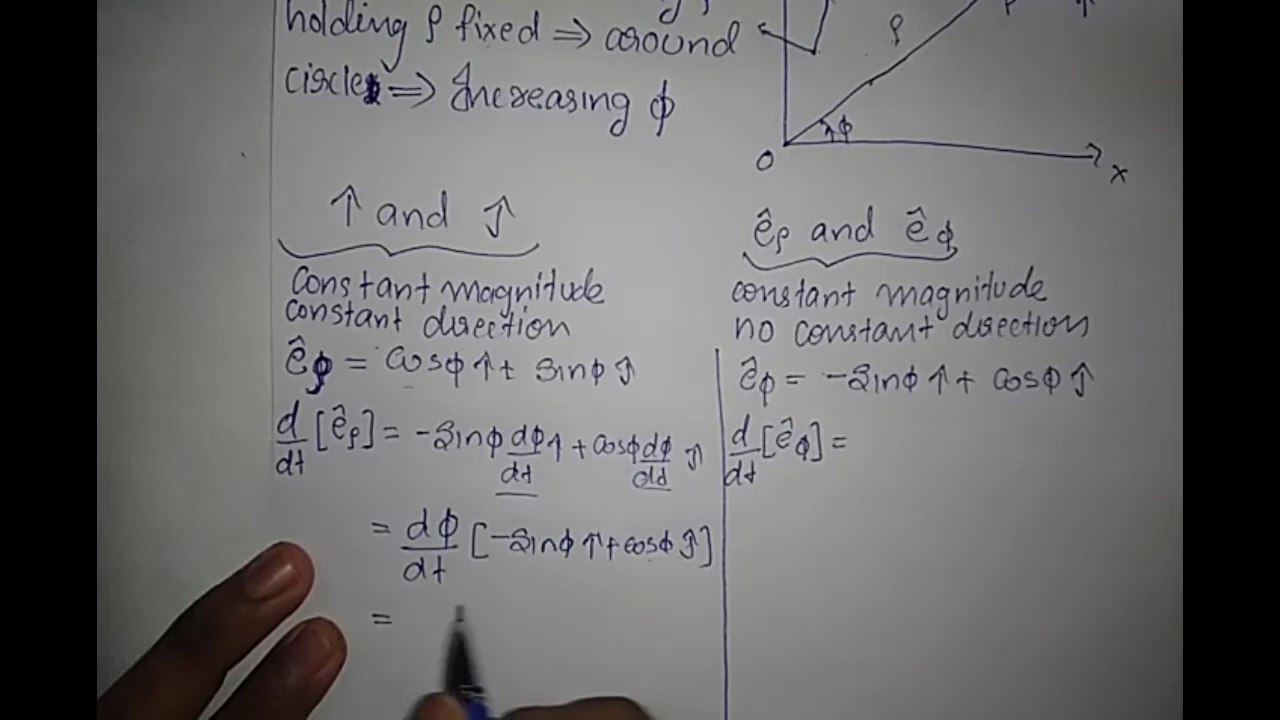 holding ρ fixed ⇒ around
circle ⇒ Increasing ϕ
ρ
ϕ
O
x
î and ĵ
constant magnitude
constant direction
ê_ρ = cosϕ î + sinϕ ĵ
d/dt [ê_ρ] = -sinϕ dϕ/dt î + cosϕ dϕ/dt ĵ
= dϕ/dt [-sinϕ î + cosϕ ĵ]
=
ê_ρ and ê_ϕ
constant magnitude
no constant direction
ê_ϕ = -sinϕ î + cosϕ ĵ
d/dt [ê_ϕ] =